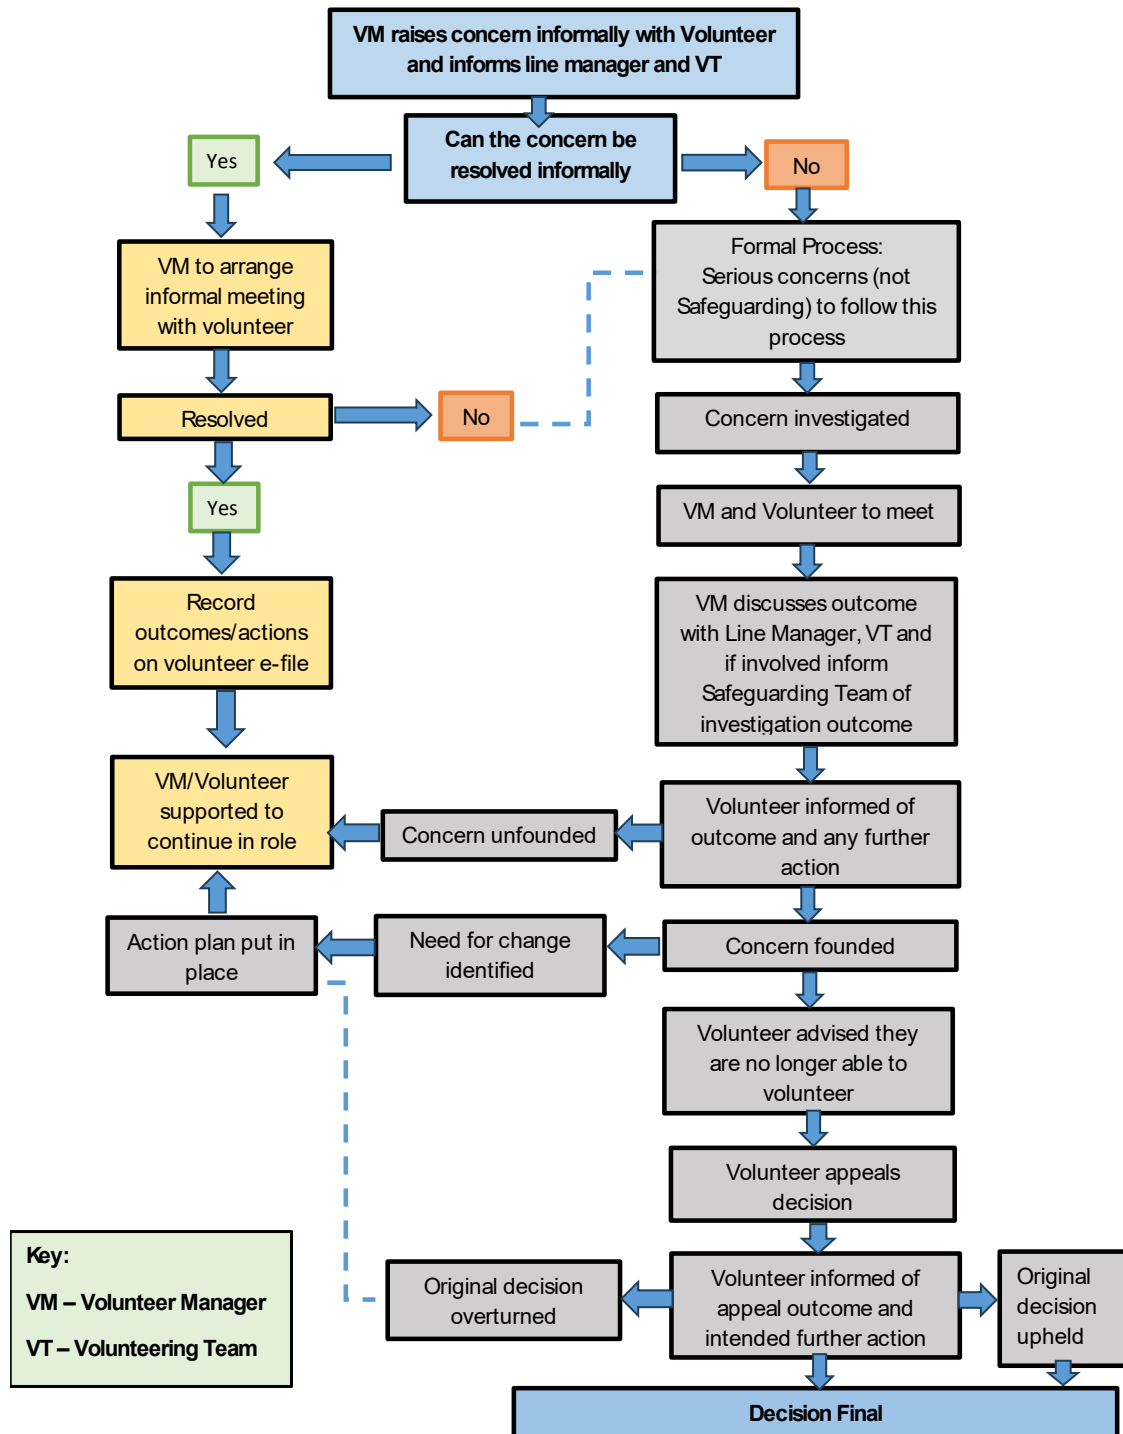 VM raises concern informally with Volunteer
and informs line manager and VT
Can the concern be
resolved informally
Yes
No
VM to arrange
informal meeting
with volunteer
Formal Process:
Serious concerns (not
Safeguarding) to follow this
process
Resolved
No
Concern investigated
Yes
VM and Volunteer to meet
Record
outcomes/actions
on volunteer e-file
VM discusses outcome
with Line Manager, VT and
if involved inform
Safeguarding Team of
investigation outcome
VM/Volunteer
supported to
continue in role
Concern unfounded
Volunteer informed of
outcome and any further
action
Action plan put in
place
Need for change
identified
Concern founded
Volunteer advised they
are no longer able to
volunteer
Volunteer appeals
decision
Key:
VM – Volunteer Manager
VT – Volunteering Team
Original decision
overturned
Volunteer informed of
appeal outcome and
intended further action
Original
decision
upheld
Decision Final